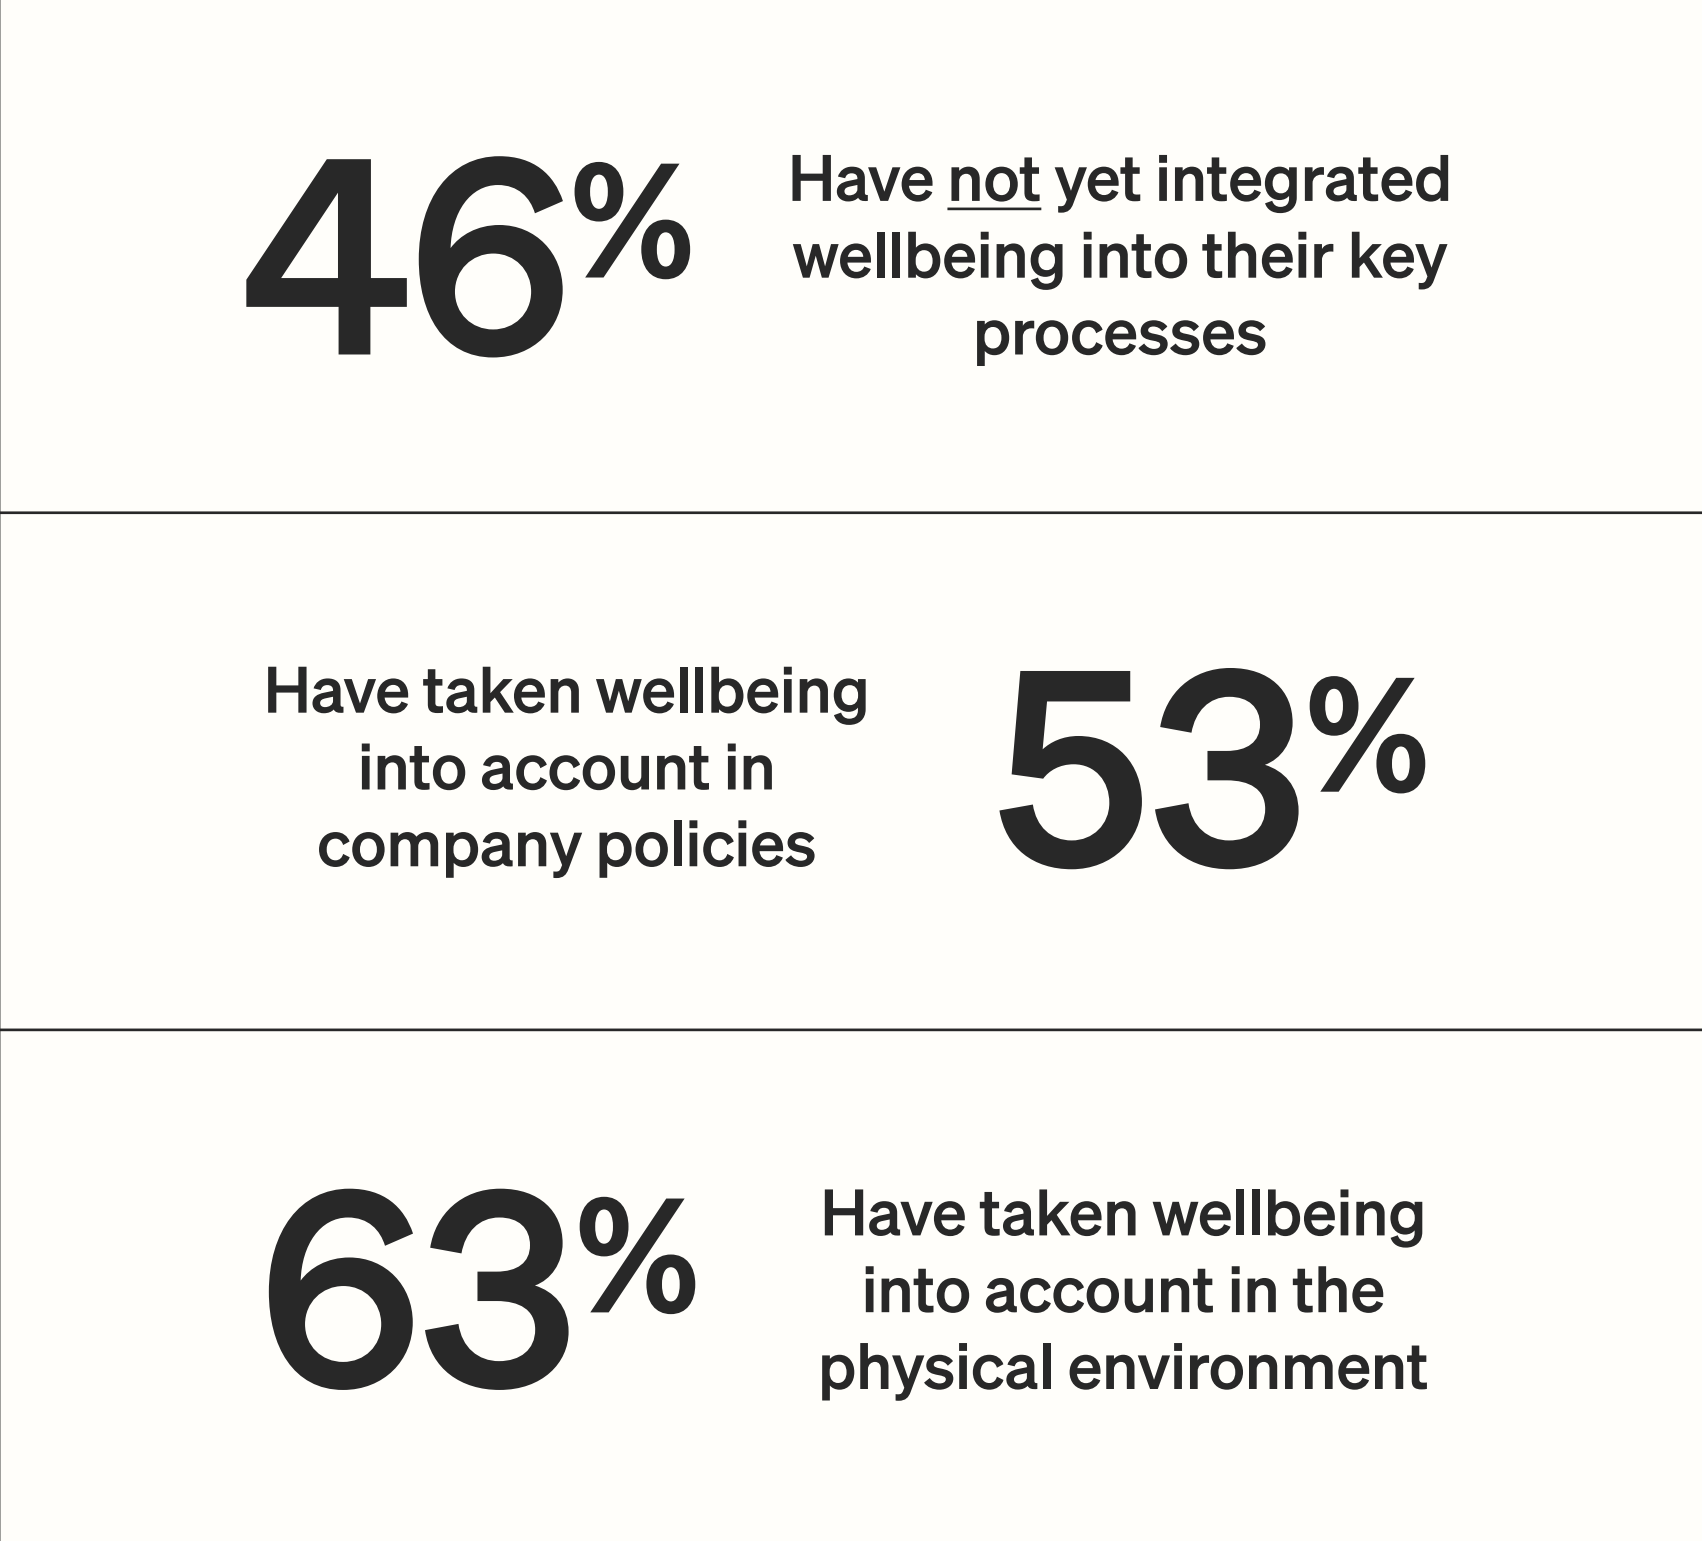 46%
Have not yet integrated
wellbeing into their key
processes
Have taken wellbeing
into account in
company policies
53%
63%
Have taken wellbeing
into account in the
physical environment